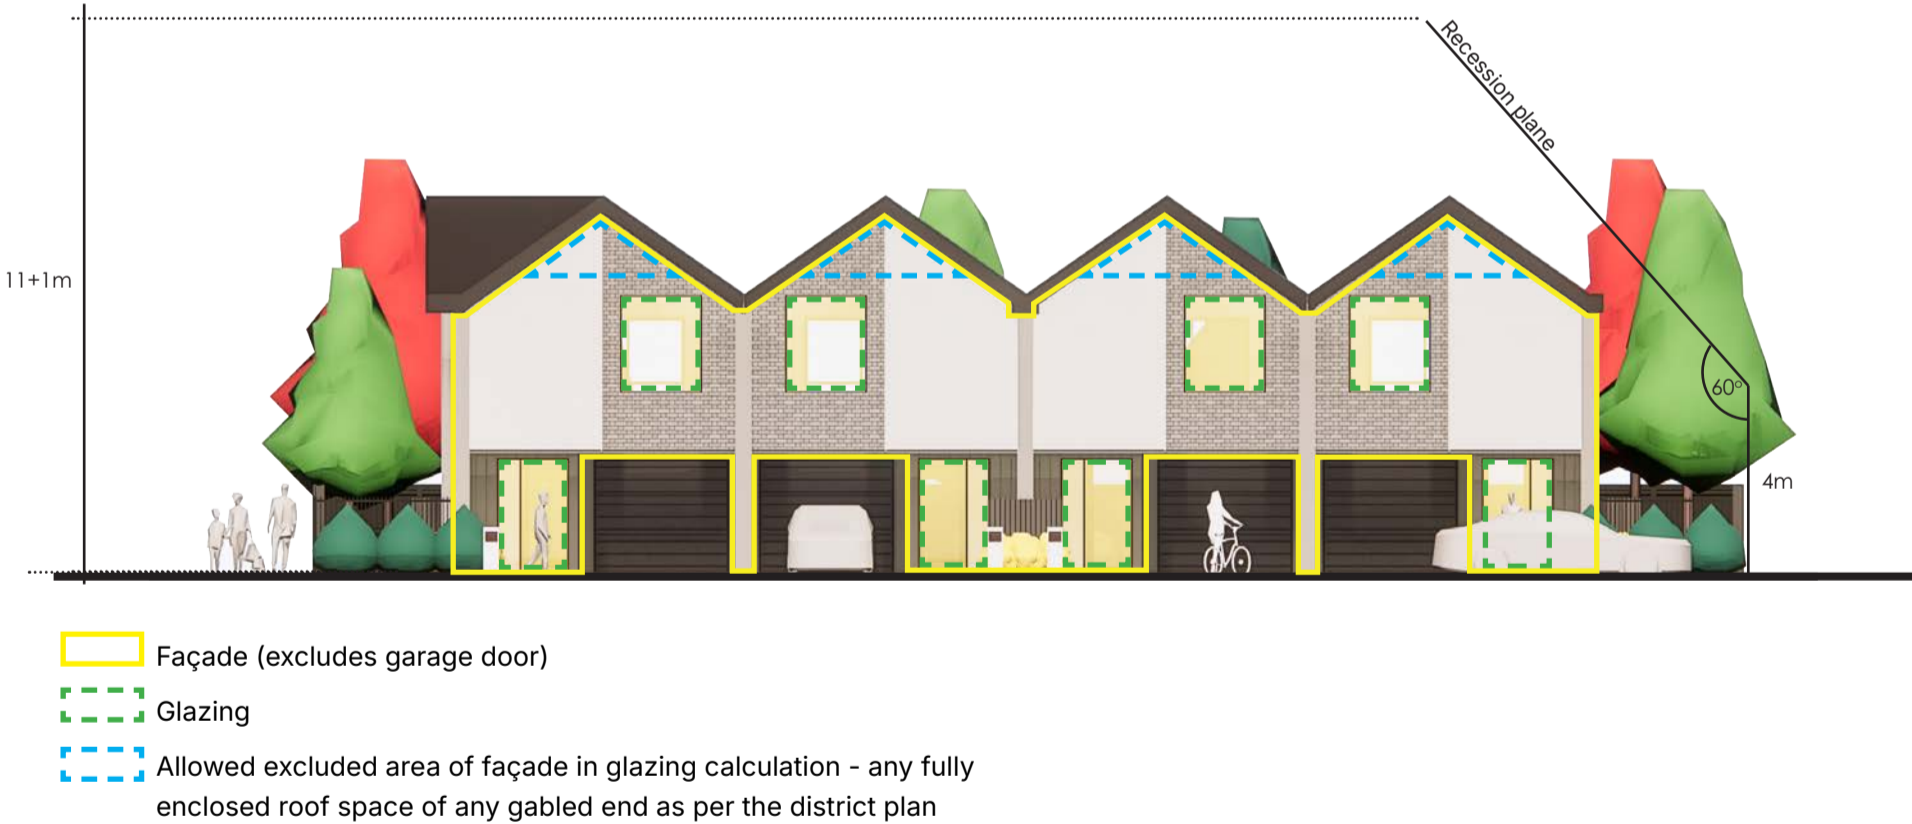 Recession plane
11+1m
60°
4m
Façade (excludes garage door)
Glazing
Allowed excluded area of façade in glazing calculation - any fully
enclosed roof space of any gabled end as per the district plan